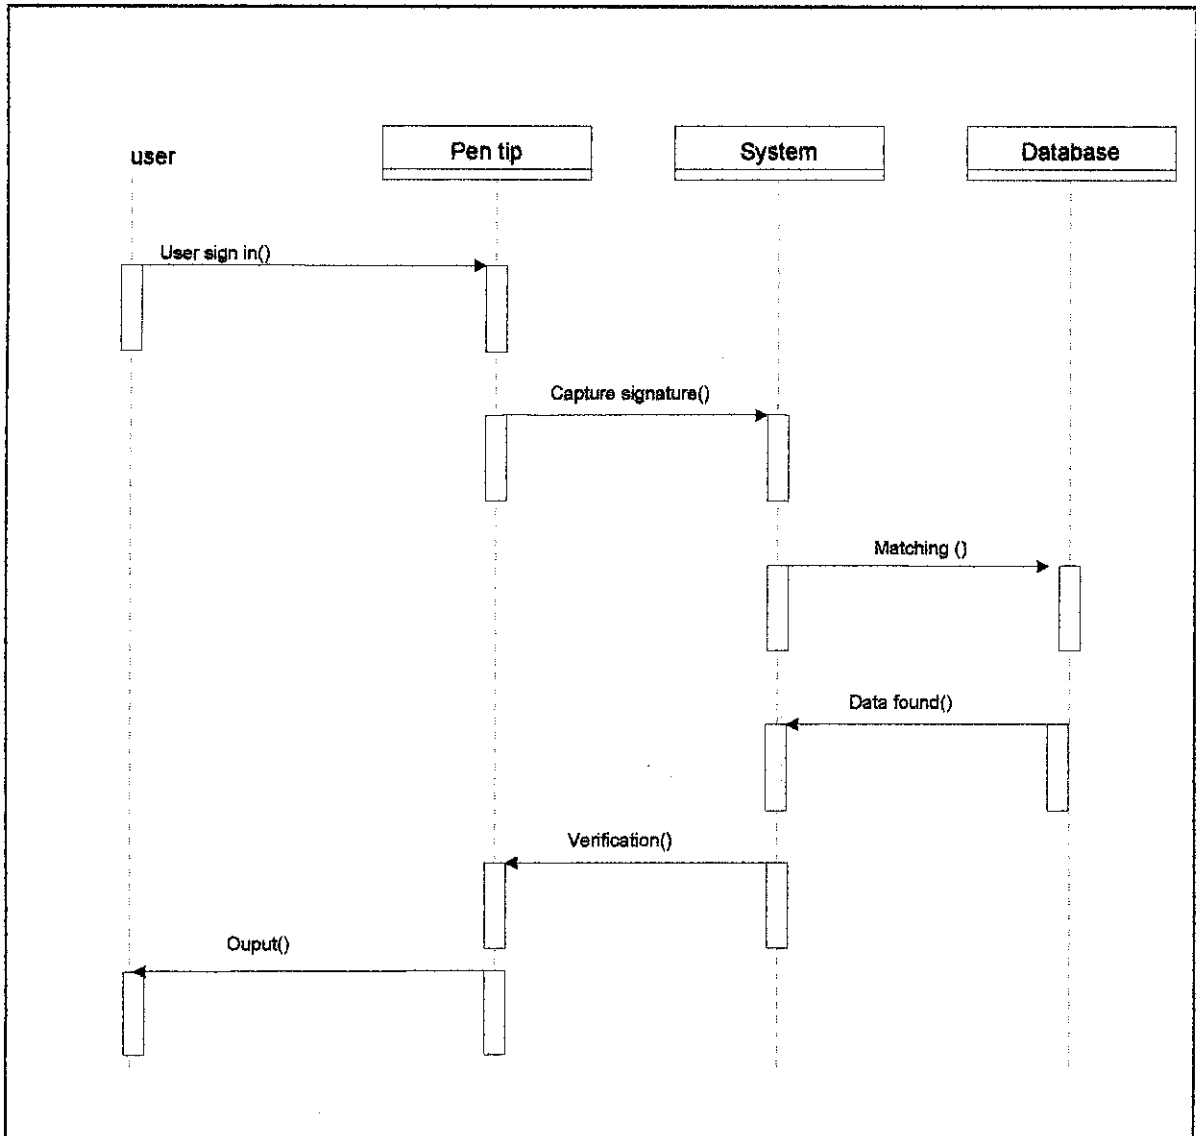 user
Pen tip
System
Database
User sign in()
Capture signature()
Matching ()
Data found()
Verification()
Ouput()